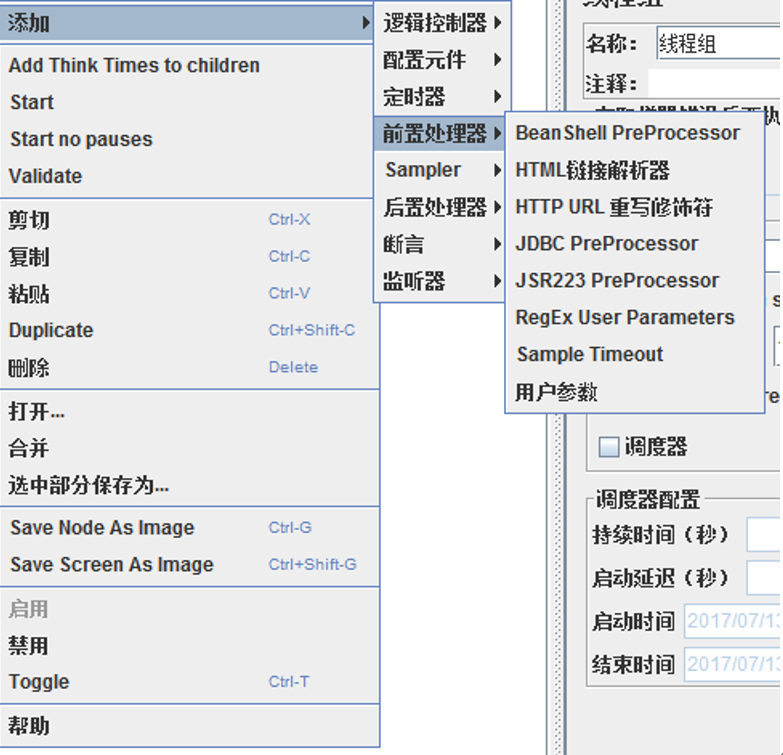 添加
Add Think Times to children
Start
Start no pauses
Validate
剪切 Ctrl-X
复制 Ctrl-C
粘贴 Ctrl-V
Duplicate Ctrl+Shift-C
删除 Delete
打开...
合并
选中部分保存为...
Save Node As Image Ctrl-G
Save Screen As Image Ctrl+Shift-G
启用
禁用
Toggle Ctrl-T
帮助
逻辑控制器
配置元件
定时器
前置处理器
Sampler
后置处理器
断言
监听器
BeanShell PreProcessor
HTML链接解析器
HTTP URL 重写修饰符
JDBC PreProcessor
JSR223 PreProcessor
RegEx User Parameters
Sample Timeout
用户参数
线程组
名称： 线程组
注释：
调度器
调度器配置
持续时间（秒）
启动延迟（秒）
启动时间 2017/07/13
结束时间 2017/07/13